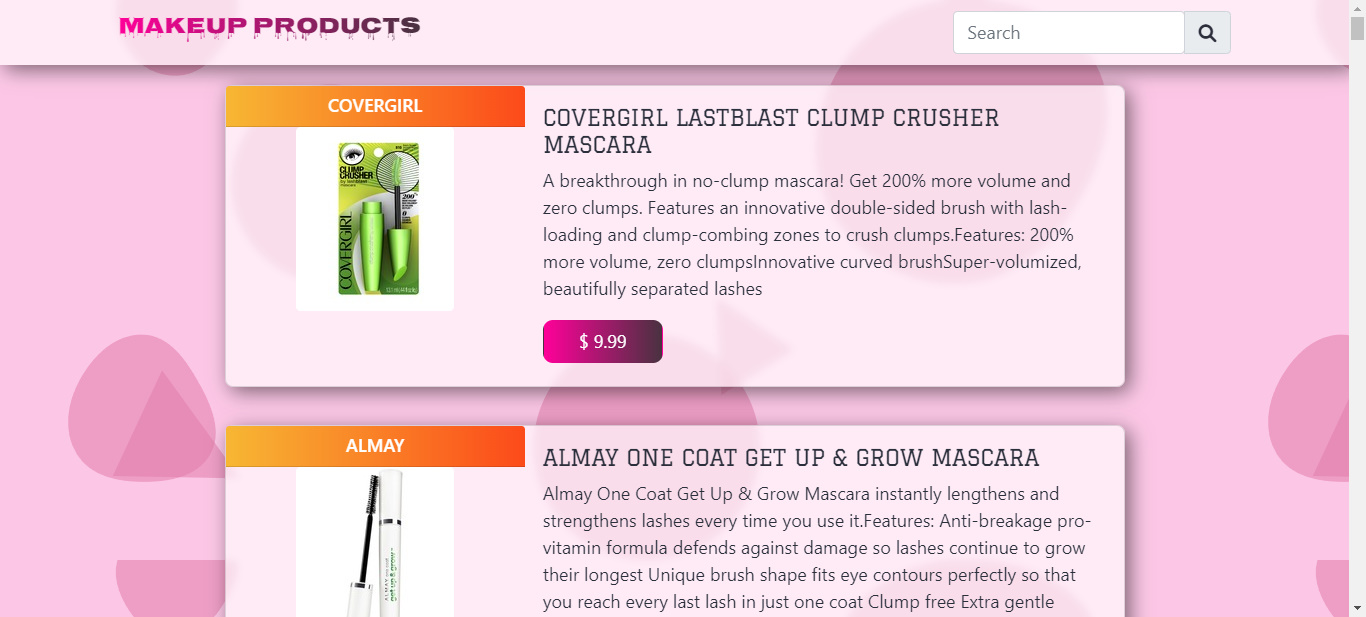 MAKEUP PRODUCTS
Search
COVERGIRL
CLUMP
CRUSHER
COVERGIRL
200%
COVERGIRL LASTBLAST CLUMP CRUSHER
MASCARA
A breakthrough in no-clump mascara! Get 200% more volume and
zero clumps. Features an innovative double-sided brush with lash-
loading and clump-combing zones to crush clumps.Features: 200%
more volume, zero clumpsInnovative curved brushSuper-volumized,
beautifully separated lashes
$ 9.99
ALMAY
ALMAY one coat
get up & grow
ALMAY ONE COAT GET UP & GROW MASCARA
Almay One Coat Get Up & Grow Mascara instantly lengthens and
strengthens lashes every time you use it.Features: Anti-breakage pro-
vitamin formula defends against damage so lashes continue to grow
their longest Unique brush shape fits eye contours perfectly so that
you reach every last lash in just one coat Clump free Extra gentle